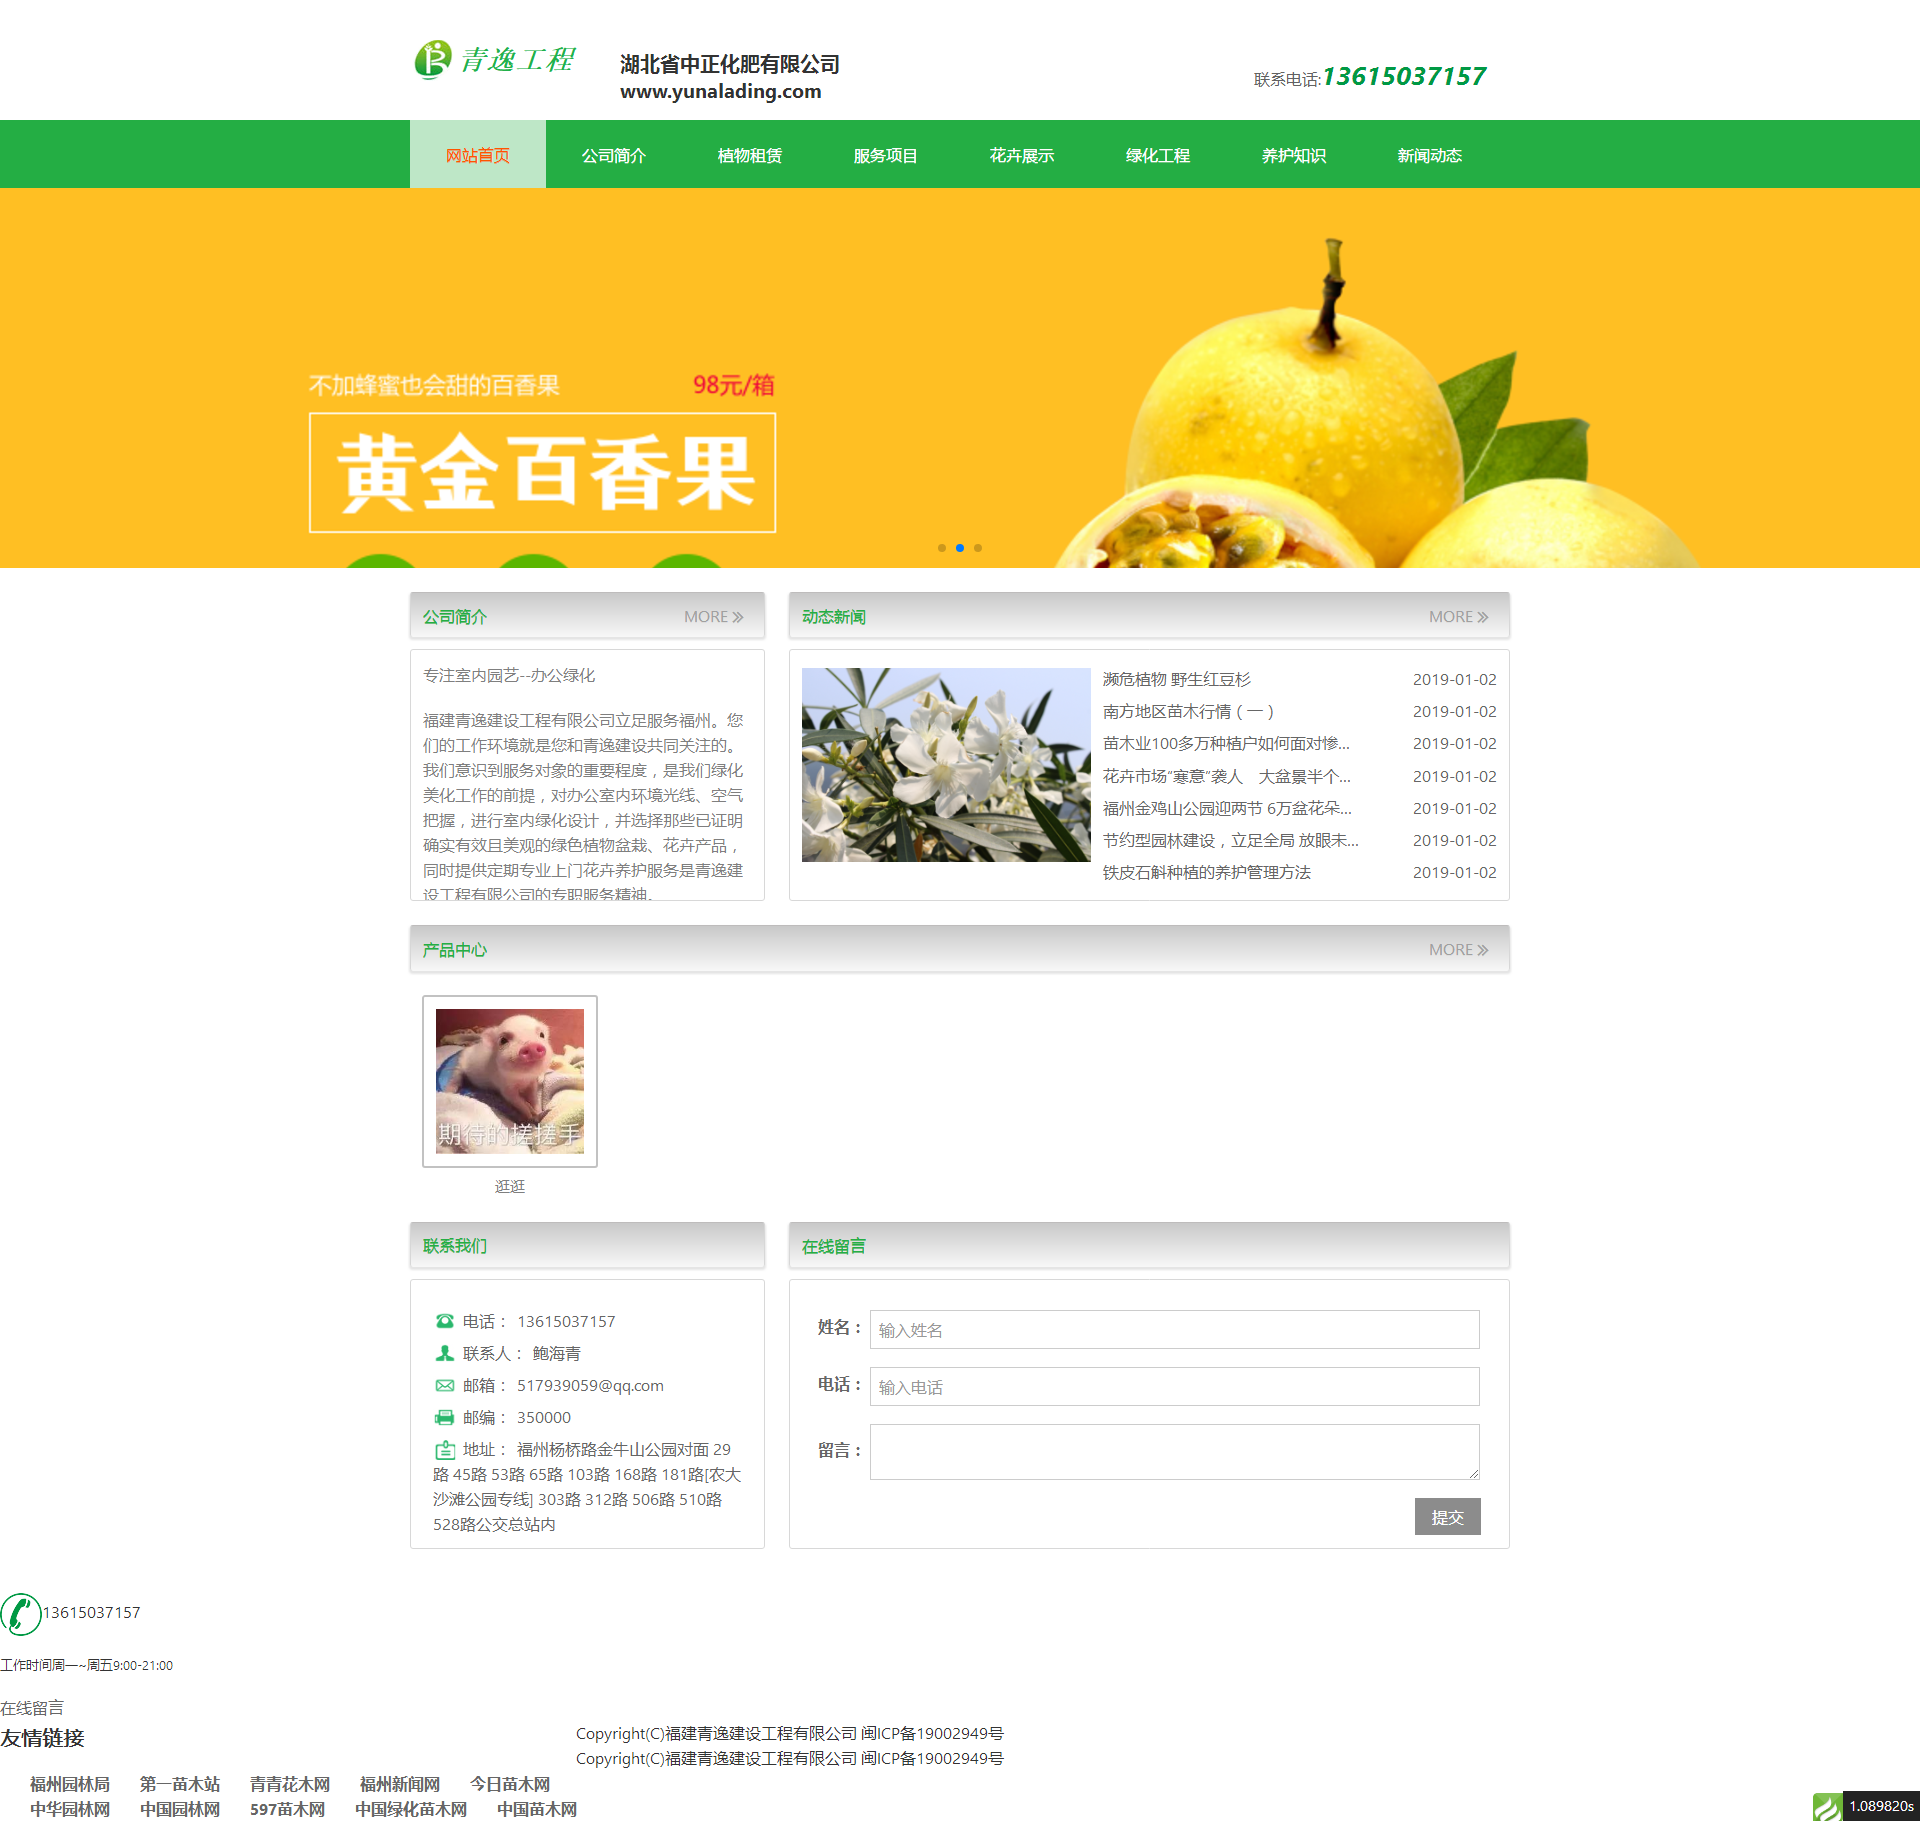 青逸工程
湖北省中正化肥有限公司
www.yunalading.com
联系电话:13615037157
网站首页 公司简介 植物租赁 服务项目 花卉展示 绿化工程 养护知识 新闻动态
不加蜂蜜也会甜的百香果 98元/箱
黄金百香果
公司简介 MORE
专注室内园艺--办公绿化
福建青逸建设工程有限公司立足服务福州。您
们的工作环境就是您和青逸建设共同关注的。
我们意识到服务对象的重要程度，是我们绿化
美化工作的前提，对办公室内环境光线、空气
把握，进行室内绿化设计，并选择那些已证明
确实有效且美观的绿色植物盆栽、花卉产品，
同时提供定期专业上门花卉养护服务是青逸建
设工程有限公司的专职服务精神。
动态新闻 MORE
濒危植物 野生红豆杉 2019-01-02
南方地区苗木行情（一） 2019-01-02
苗木业100多万种植户如何面对惨... 2019-01-02
花卉市场“寒意”袭人　大盆景半个... 2019-01-02
福州金鸡山公园迎两节 6万盆花朵... 2019-01-02
节约型园林建设，立足全局 放眼未... 2019-01-02
铁皮石斛种植的养护管理方法 2019-01-02
产品中心 MORE
期待的搓搓手
逛逛
联系我们
电话： 13615037157
联系人： 鲍海青
邮箱： 517939059@qq.com
邮编： 350000
地址： 福州杨桥路金牛山公园对面 29
路 45路 53路 65路 103路 168路 181路[农大
沙滩公园专线] 303路 312路 506路 510路
528路公交总站内
在线留言
姓名： 输入姓名
电话： 输入电话
留言：
提交
13615037157
工作时间周一~周五9:00-21:00
在线留言
友情链接
福州园林局 第一苗木站 青青花木网 福州新闻网 今日苗木网
中华园林网 中国园林网 597苗木网 中国绿化苗木网 中国苗木网
Copyright(C)福建青逸建设工程有限公司 闽ICP备19002949号
Copyright(C)福建青逸建设工程有限公司 闽ICP备19002949号
1.089820s